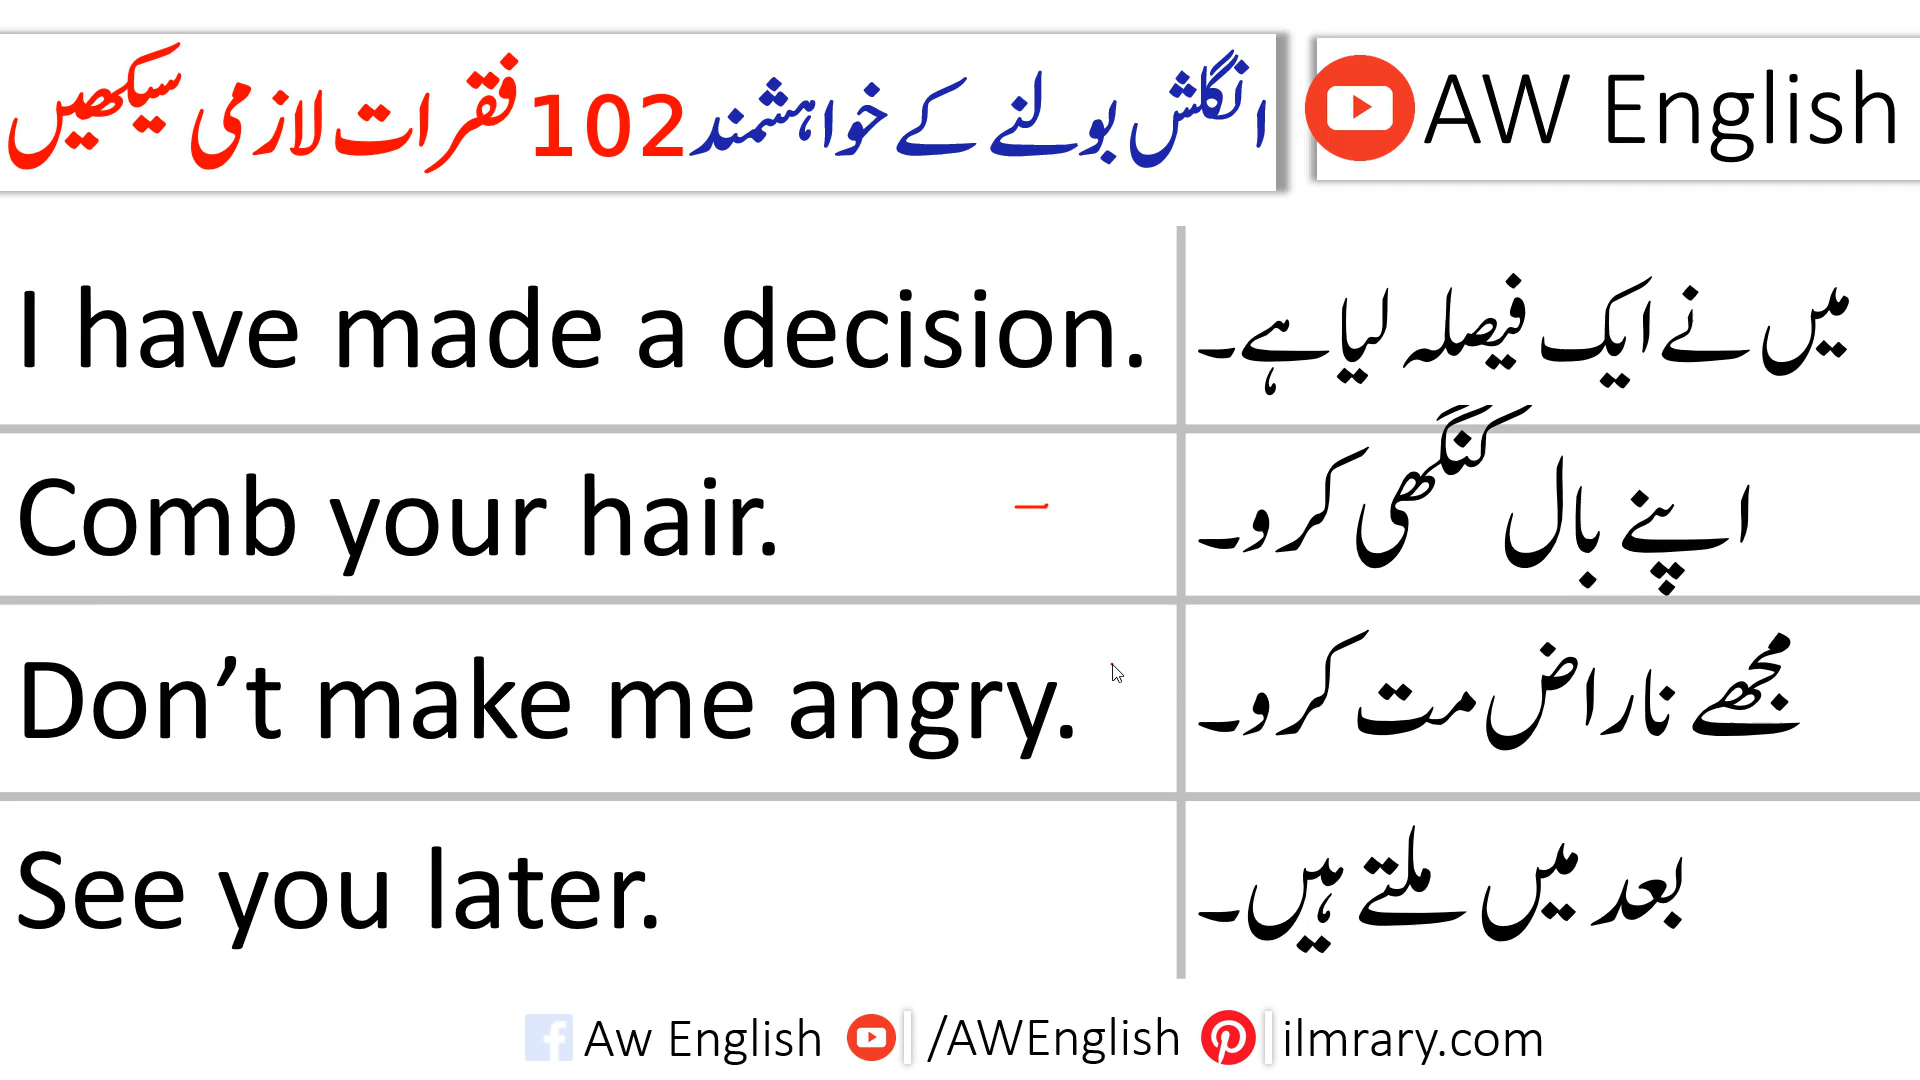 انگلش بولنے کے خواہشمند 102 فقرات لازمی سیکھیں
AW English
I have made a decision.
میں نے ایک فیصلہ لیا ہے۔
Comb your hair.
اپنے بال کنگھی کرو۔
Don’t make me angry.
مجھے ناراض مت کرو۔
See you later.
بعد میں ملتے ہیں۔
Aw English /AWEnglish ilmrary.com